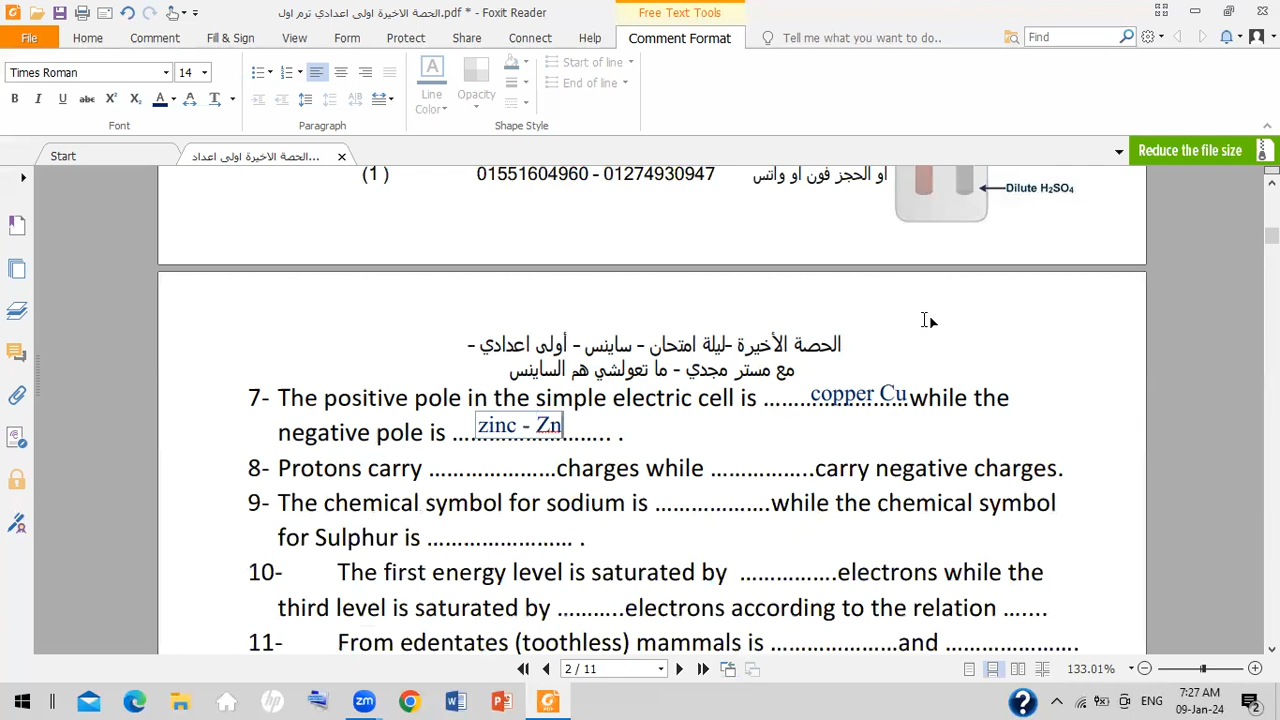 الحصة الاخيرة اولى اعدادي ترم اول.pdf * - Foxit Reader
Free Text Tools
File Home Comment Fill & Sign View Form Protect Share Connect Help Comment Format Tell me what you want to do.. Find
Times Roman 14
Start of line
End of line
B I U abc X² X₂ A A T
Line Color
Opacity
Font Paragraph Shape Style
Start
الحصة الاخيرة اولى اعداد...
Reduce the file size
(1 ) 01551604960 - 01274930947 او الحجز فون او واتس
Dilute H₂SO₄
الحصة الأخيرة -ليلة امتحان - ساينس - أولى اعدادي -
مع مستر مجدي - ما تعولشي هم الساينس
7- The positive pole in the simple electric cell is ........................while the
copper Cu
negative pole is .......................... .
zinc - Zn
8- Protons carry .....................charges while .................carry negative charges.
9- The chemical symbol for sodium is ...................while the chemical symbol
for Sulphur is ........................ .
10- The first energy level is saturated by ................electrons while the
third level is saturated by ...........electrons according to the relation .......
11- From edentates (toothless) mammals is .....................and ......................
2 / 11
133.01%
zm
W
P
?
ENG
7:27 AM
09-Jan-24
2